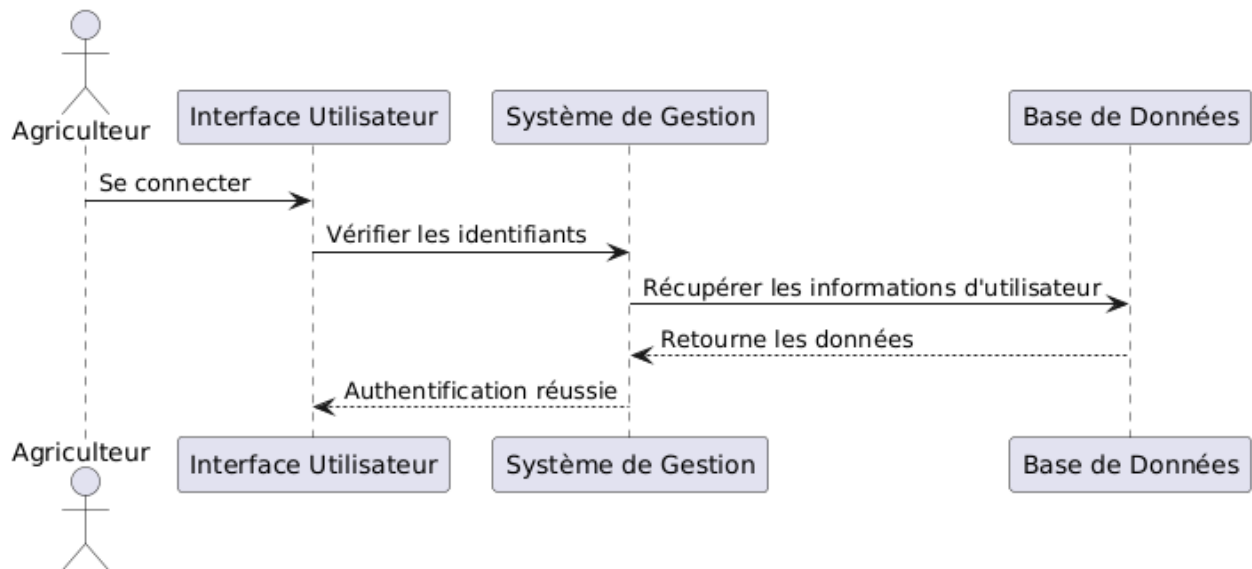 Agriculteur
Interface Utilisateur
Système de Gestion
Base de Données
Se connecter
Vérifier les identifiants
Récupérer les informations d'utilisateur
Retourne les données
Authentification réussie
Agriculteur
Interface Utilisateur
Système de Gestion
Base de Données